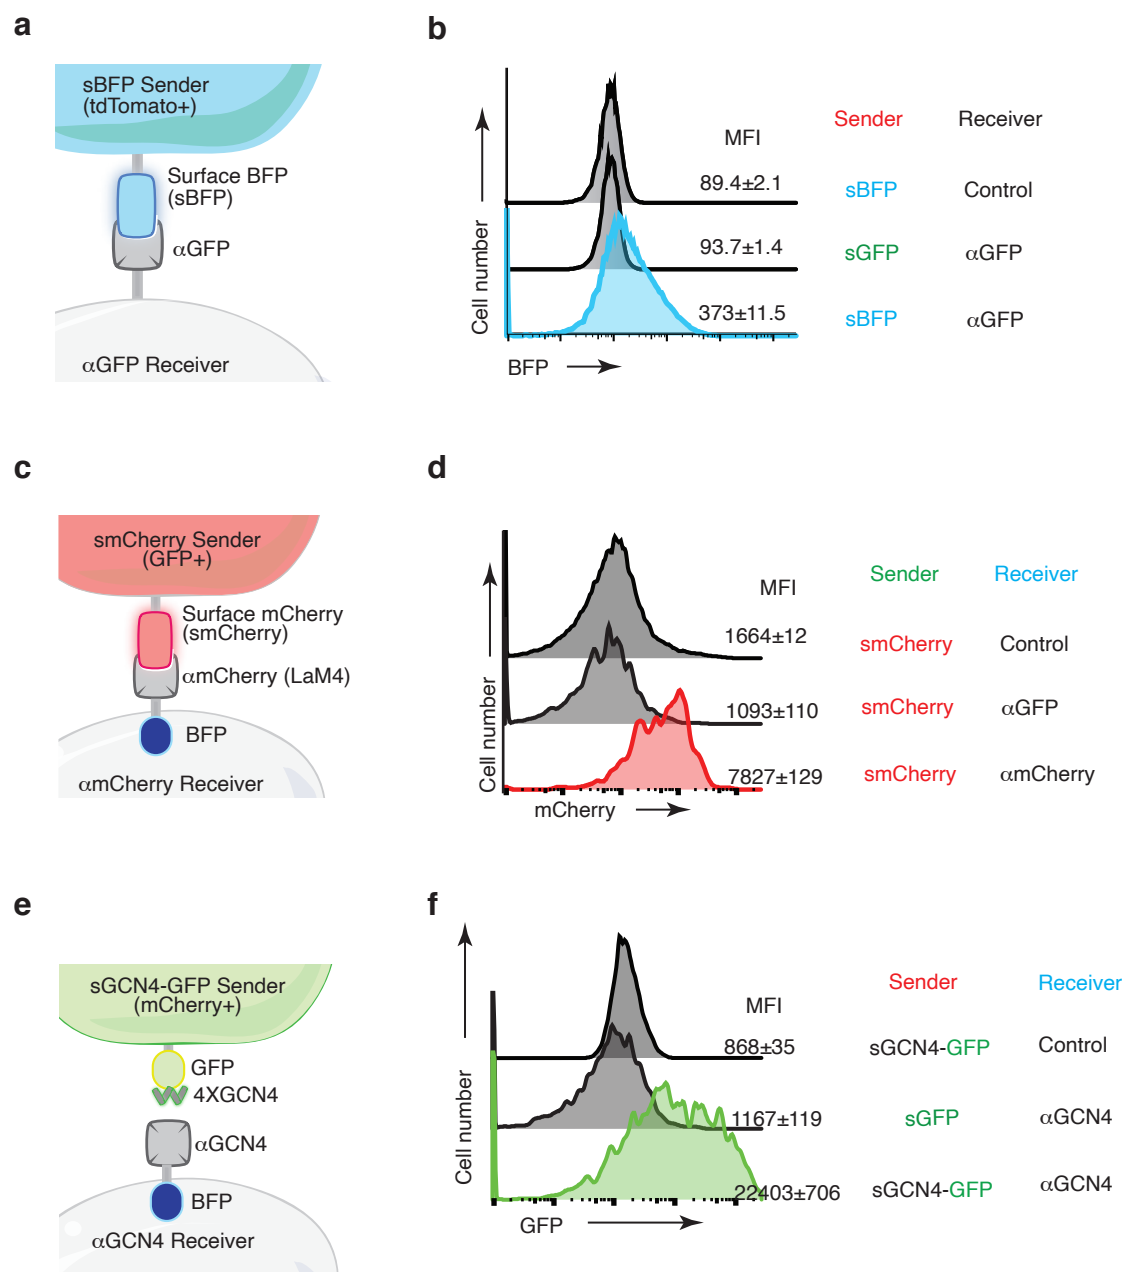 a
sBFP Sender
(tdTomato+)
Surface BFP
(sBFP)
αGFP
αGFP Receiver
b
Cell number
BFP
MFI
Sender
Receiver
89.4±2.1
sBFP
Control
93.7±1.4
sGFP
αGFP
373±11.5
sBFP
αGFP
c
smCherry Sender
(GFP+)
Surface mCherry
(smCherry)
αmCherry (LaM4)
BFP
αmCherry Receiver
d
Cell number
mCherry
MFI
Sender
Receiver
1664±12
smCherry
Control
1093±110
smCherry
αGFP
7827±129
smCherry
αmCherry
e
sGCN4-GFP Sender
(mCherry+)
GFP
4XGCN4
αGCN4
BFP
αGCN4 Receiver
f
Cell number
GFP
MFI
Sender
Receiver
868±35
sGCN4-GFP
Control
1167±119
sGFP
αGCN4
22403±706
sGCN4-GFP
αGCN4